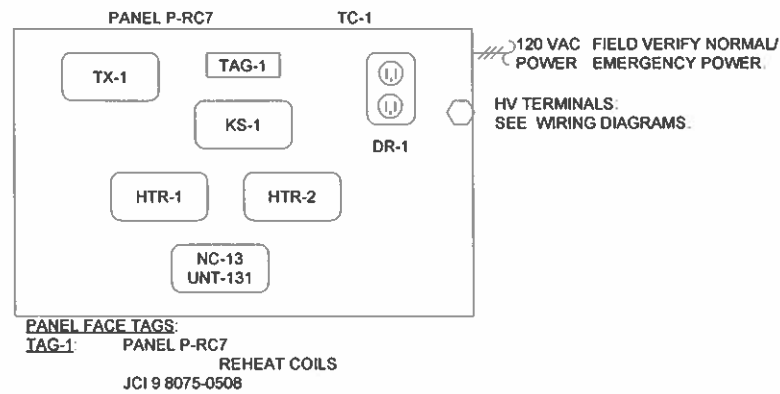 PANEL P-RC7 TC-1
TX-1
TAG-1
KS-1
DR-1
HTR-1 HTR-2
NC-13
UNT-131
120 VAC FIELD VERIFY NORMAL/
POWER EMERGENCY POWER.
HV TERMINALS:
SEE WIRING DIAGRAMS.
PANEL FACE TAGS:
TAG-1: PANEL P-RC7
REHEAT COILS
JCI 9 8075-0508